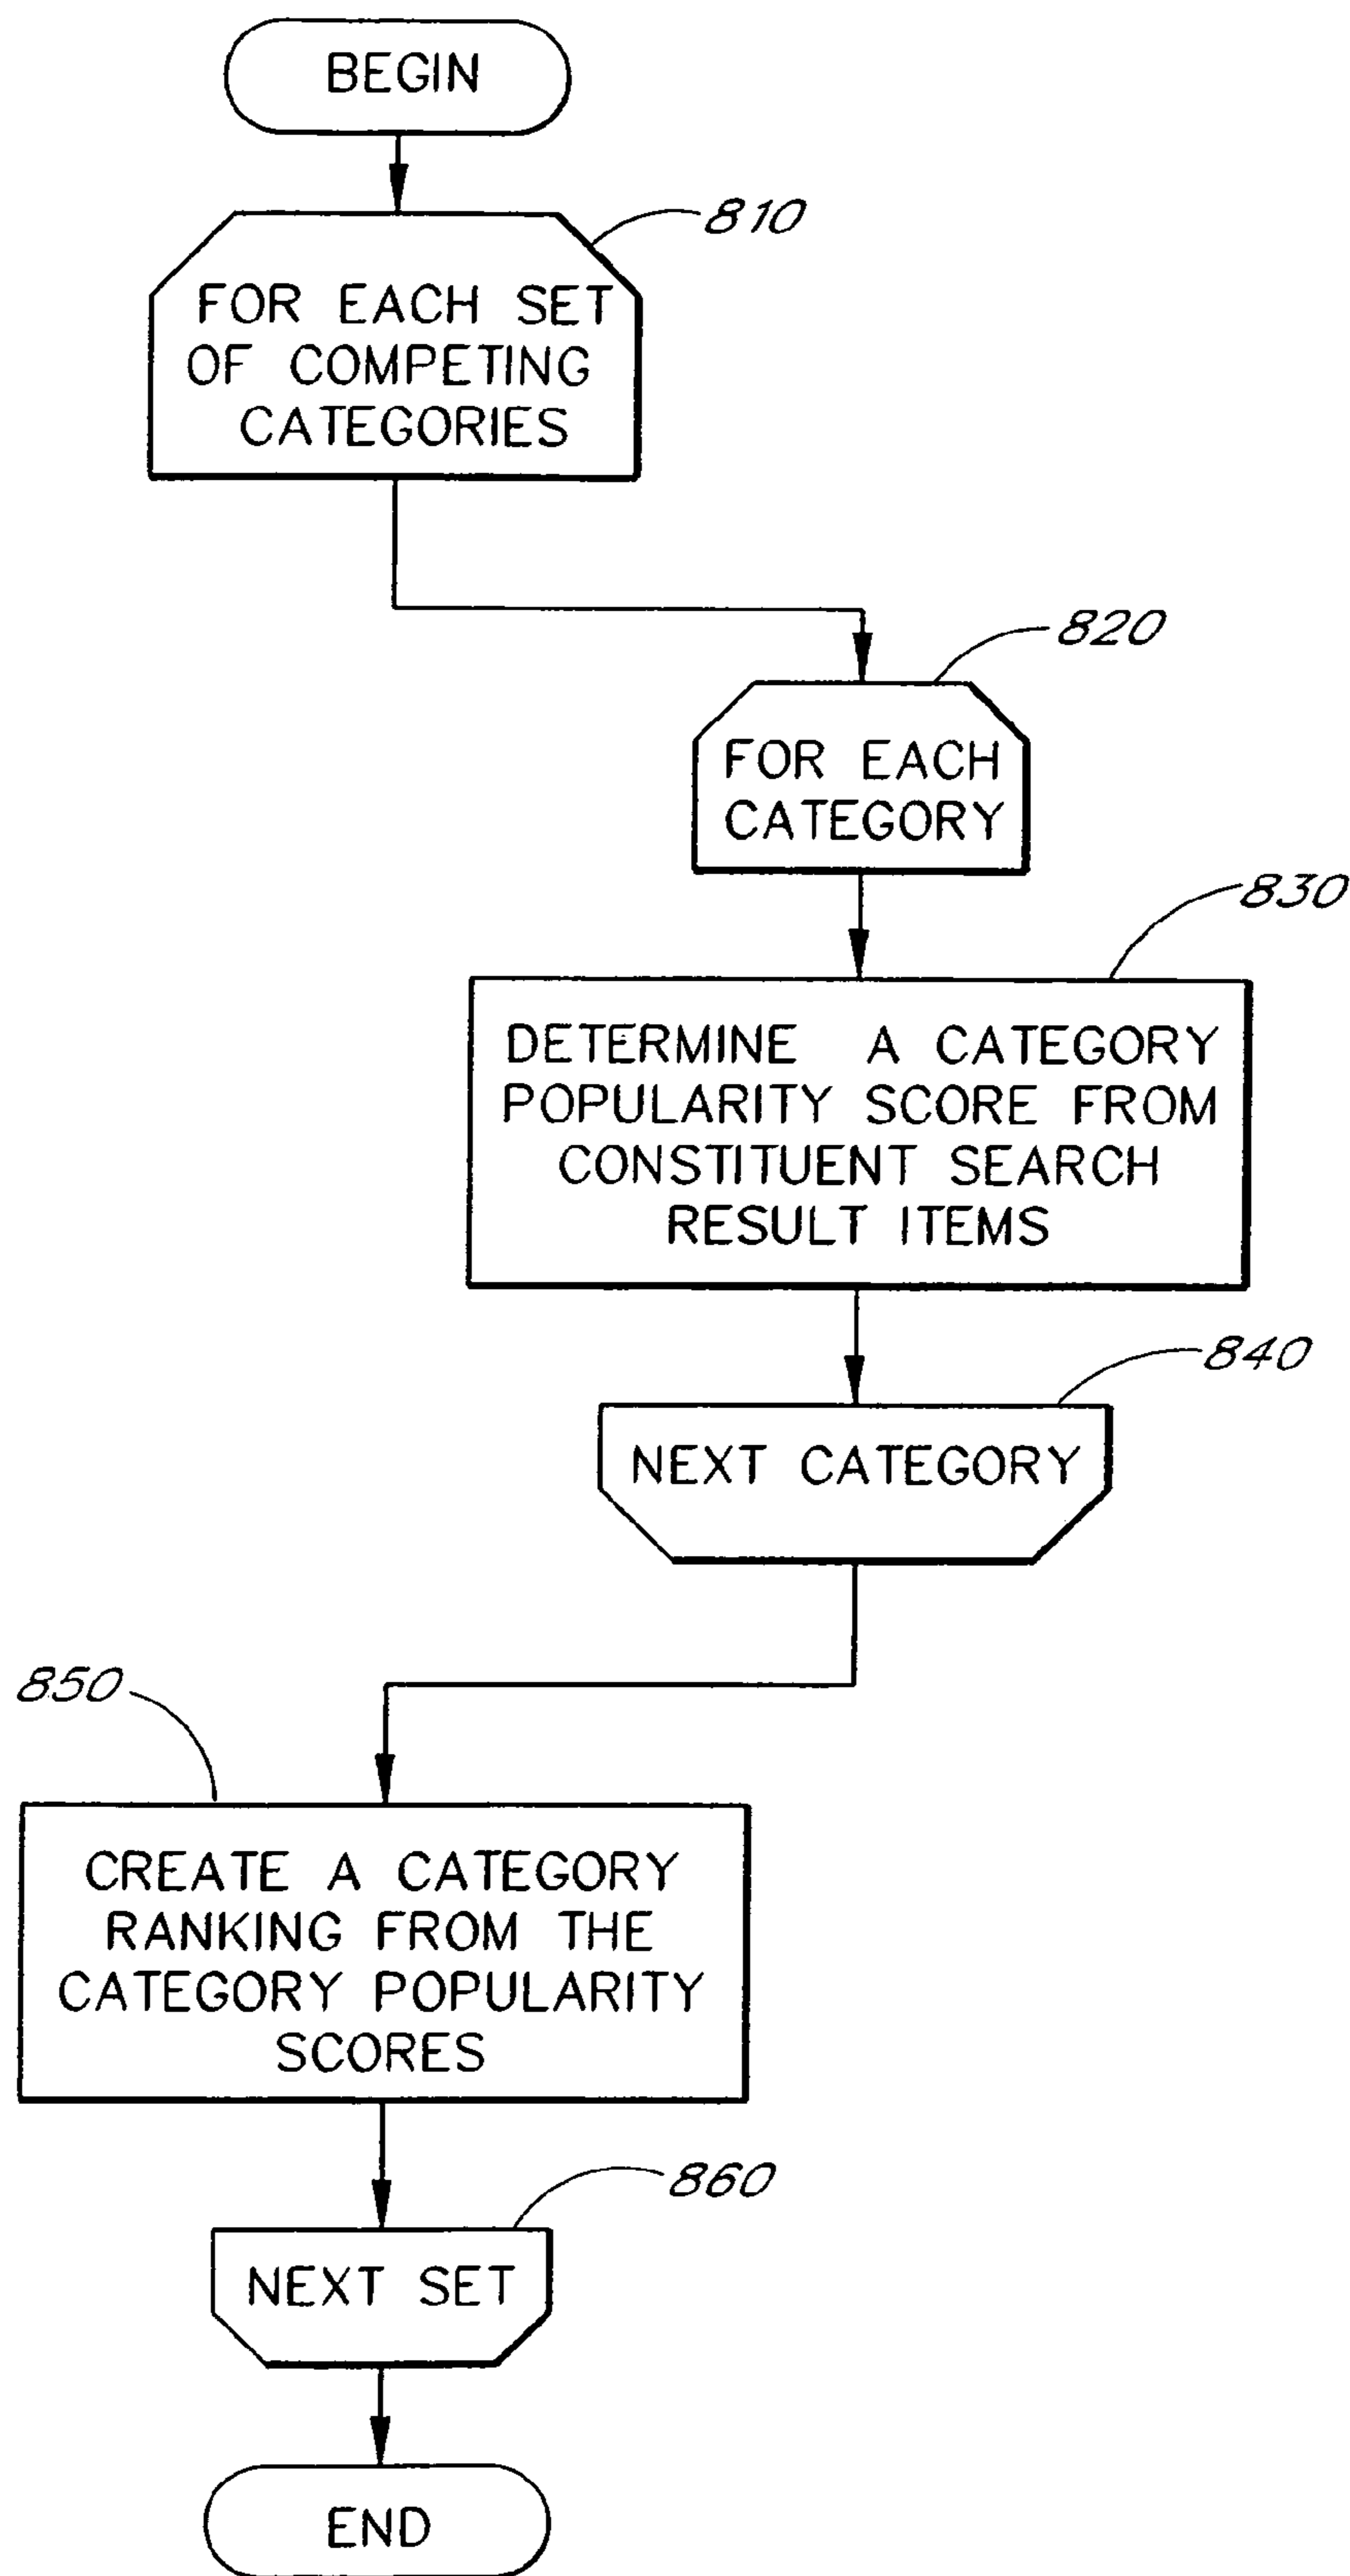 BEGIN
810
FOR EACH SET
OF COMPETING
CATEGORIES
820
FOR EACH
CATEGORY
830
DETERMINE A CATEGORY
POPULARITY SCORE FROM
CONSTITUENT SEARCH
RESULT ITEMS
840
NEXT CATEGORY
850
CREATE A CATEGORY
RANKING FROM THE
CATEGORY POPULARITY
SCORES
860
NEXT SET
END